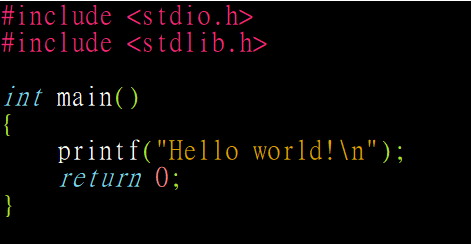 #include <stdio.h>
#include <stdlib.h>
int main()
{
    printf("Hello world!\n");
    return 0;
}